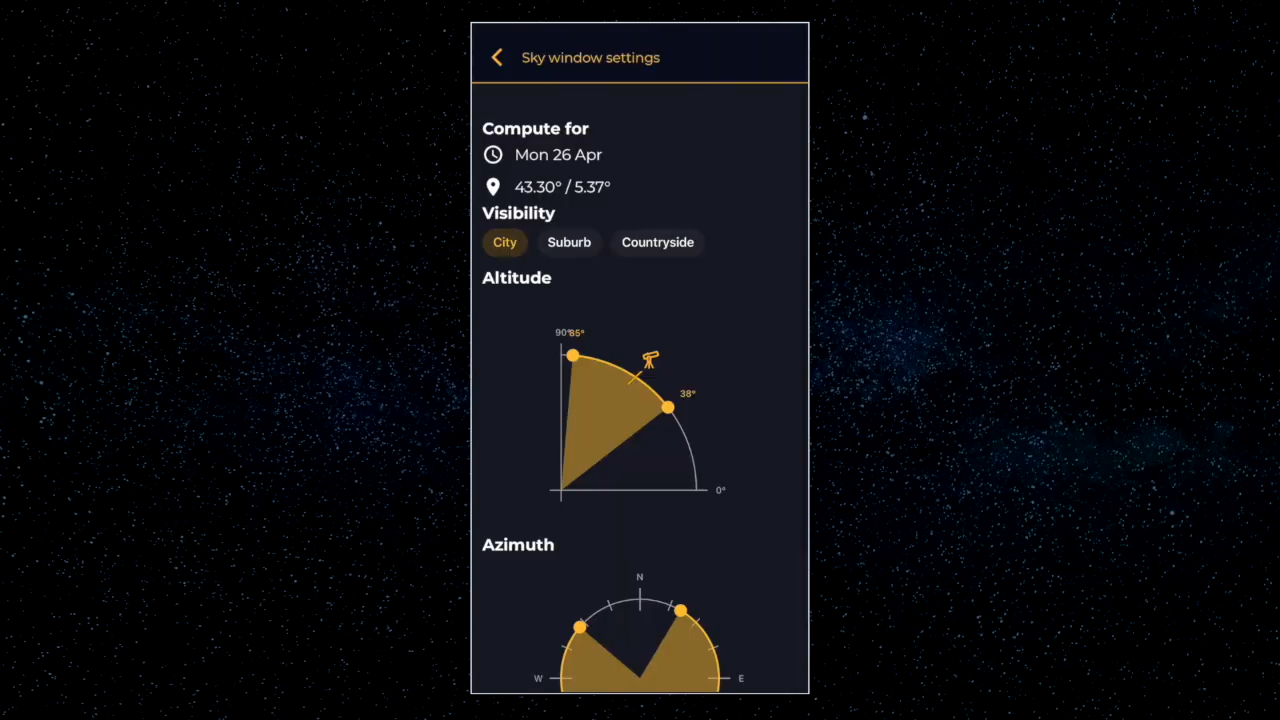 Sky window settings
Compute for
Mon 26 Apr
43.30° / 5.37°
Visibility
City Suburb Countryside
Altitude
90° 85°
38°
0°
Azimuth
N
W E